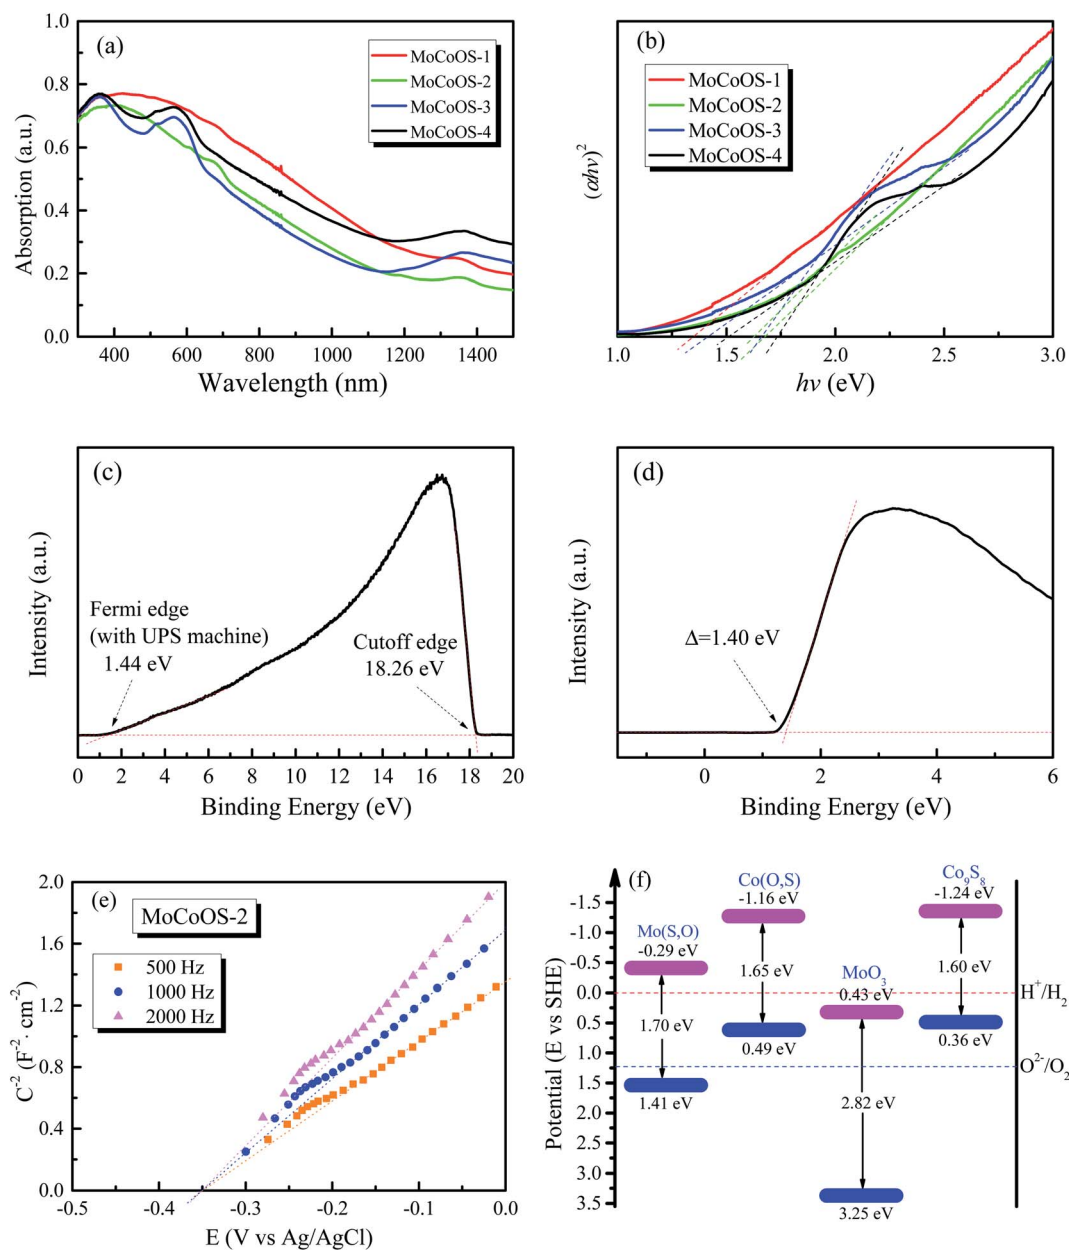 (a)
MoCoOS-1
MoCoOS-2
MoCoOS-3
MoCoOS-4
1.0
0.8
0.6
0.4
0.2
0.0
Absorption (a.u.)
400 600 800 1000 1200 1400
Wavelength (nm)
(b)
MoCoOS-1
MoCoOS-2
MoCoOS-3
MoCoOS-4
(αhν)²
1.0 1.5 2.0 2.5 3.0
hν (eV)
(c)
Fermi edge
(with UPS machine)
1.44 eV
Cutoff edge
18.26 eV
Intensity (a.u.)
0 2 4 6 8 10 12 14 16 18 20
Binding Energy (eV)
(d)
Δ=1.40 eV
Intensity (a.u.)
0 2 4 6
Binding Energy (eV)
(e)
MoCoOS-2
500 Hz
1000 Hz
2000 Hz
2.0
1.6
1.2
0.8
0.4
0.0
C⁻² (F⁻²· cm⁻²)
-0.5 -0.4 -0.3 -0.2 -0.1 0.0
E (V vs Ag/AgCl)
(f)
Potential (E vs SHE)
-1.5
-1.0
-0.5
0.0
0.5
1.0
1.5
2.0
2.5
3.0
3.5
Mo(S,O)
-0.29 eV
1.70 eV
1.41 eV
Co(O,S)
-1.16 eV
1.65 eV
0.49 eV
MoO₃
0.43 eV
2.82 eV
3.25 eV
Co₉S₈
-1.24 eV
1.60 eV
0.36 eV
H⁺/H₂
O²⁻/O₂